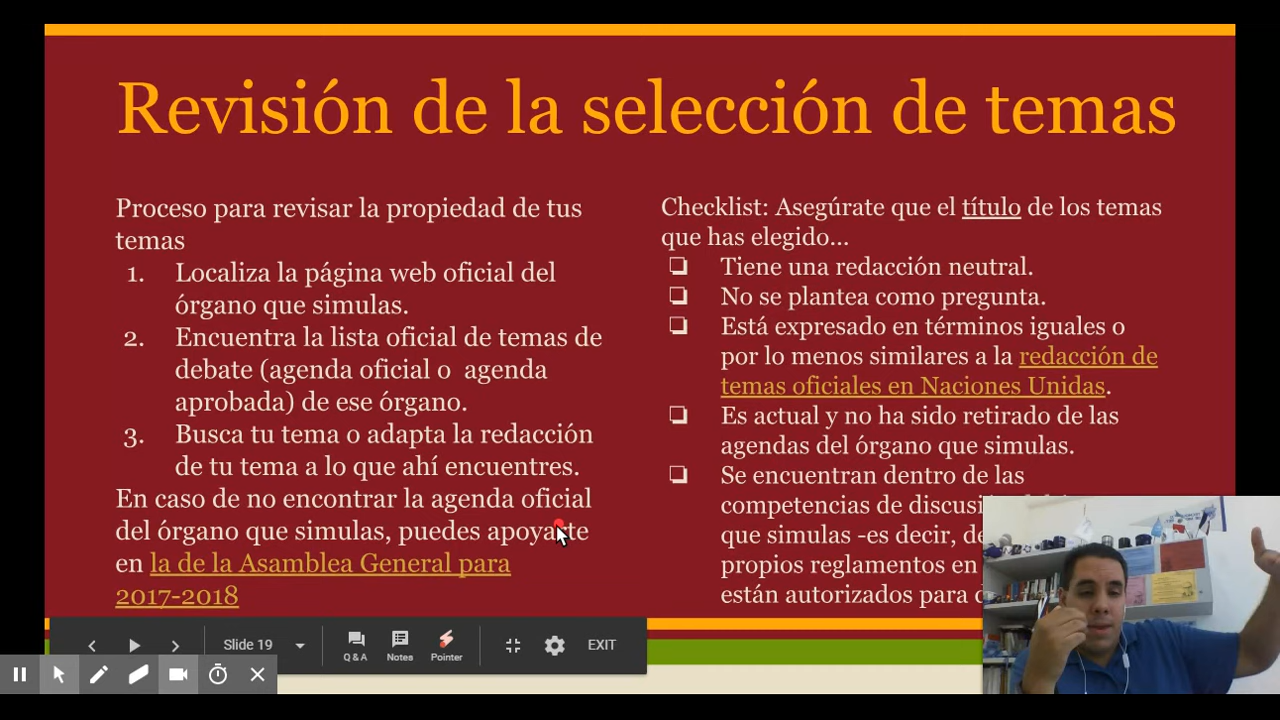 Revisión de la selección de temas
Proceso para revisar la propiedad de tus
temas
1. Localiza la página web oficial del
órgano que simulas.
2. Encuentra la lista oficial de temas de
debate (agenda oficial o agenda
aprobada) de ese órgano.
3. Busca tu tema o adapta la redacción
de tu tema a lo que ahí encuentres.
En caso de no encontrar la agenda oficial
del órgano que simulas, puedes apoyarte
en la de la Asamblea General para
2017-2018
Checklist: Asegúrate que el título de los temas
que has elegido...
❏ Tiene una redacción neutral.
❏ No se plantea como pregunta.
❏ Está expresado en términos iguales o
por lo menos similares a la redacción de
temas oficiales en Naciones Unidas.
❏ Es actual y no ha sido retirado de las
agendas del órgano que simulas.
❏ Se encuentran dentro de las
competencias de
que simulas -es decir,
propios reglamentos en
están autorizados para
Slide 19
Q & A
Notes
Pointer
EXIT